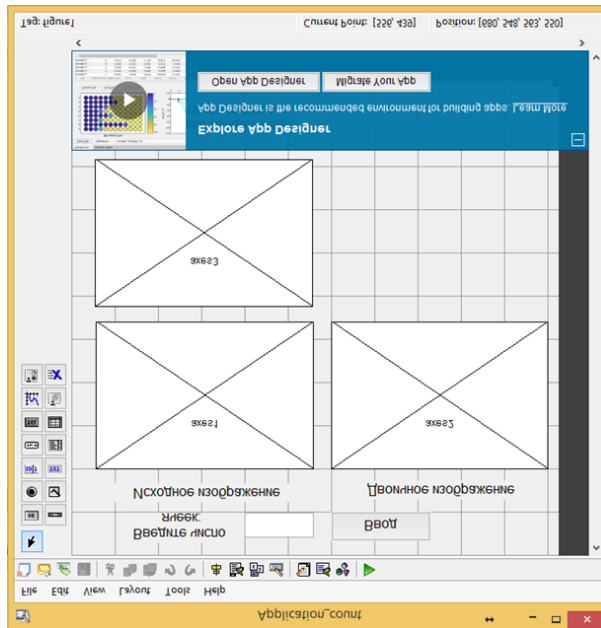 Application_count
File Edit View Layout Tools Help
Введите число
ячеек:
Ввод
Исходное изображение
Двоичное изображение
axes1
axes2
axes3
Explore App Designer
App Designer is the recommended environment for building apps. Learn More
Open App Designer
Migrate Your App
Tag: figure1
Current Point: [556, 439]
Position: [680, 548, 563, 550]